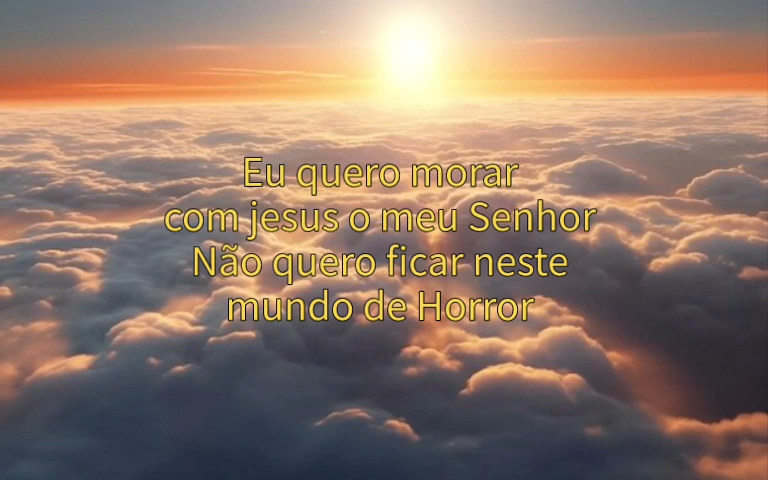 Eu quero morar
com jesus o meu Senhor
Não quero ficar neste
mundo de Horror